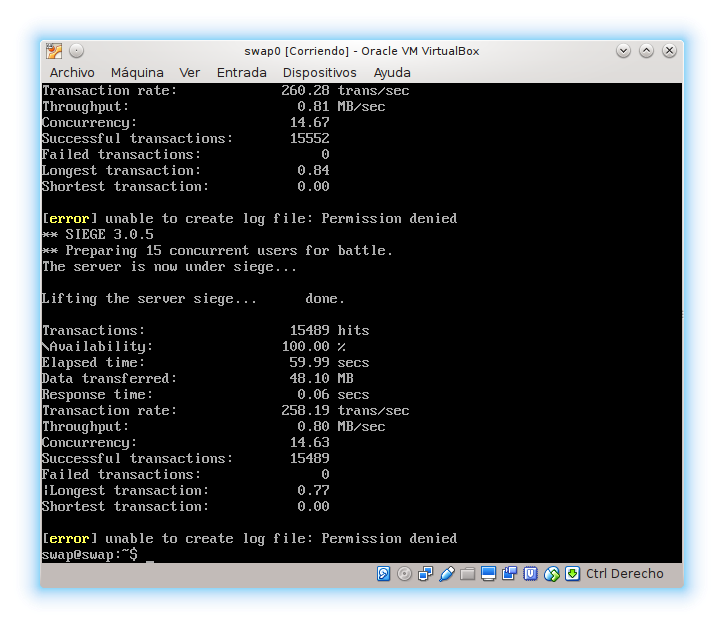 swap0 [Corriendo] - Oracle VM VirtualBox
Archivo Máquina Ver Entrada Dispositivos Ayuda
Transaction rate: 260.28 trans/sec
Throughput: 0.81 MB/sec
Concurrency: 14.67
Successful transactions: 15552
Failed transactions: 0
Longest transaction: 0.84
Shortest transaction: 0.00
[error] unable to create log file: Permission denied
** SIEGE 3.0.5
** Preparing 15 concurrent users for battle.
The server is now under siege...
Lifting the server siege... done.
Transactions: 15489 hits
\Availability: 100.00 %
Elapsed time: 59.99 secs
Data transferred: 48.10 MB
Response time: 0.06 secs
Transaction rate: 258.19 trans/sec
Throughput: 0.80 MB/sec
Concurrency: 14.63
Successful transactions: 15489
Failed transactions: 0
|Longest transaction: 0.77
Shortest transaction: 0.00
[error] unable to create log file: Permission denied
swap@swap:~$ _
Ctrl Derecho